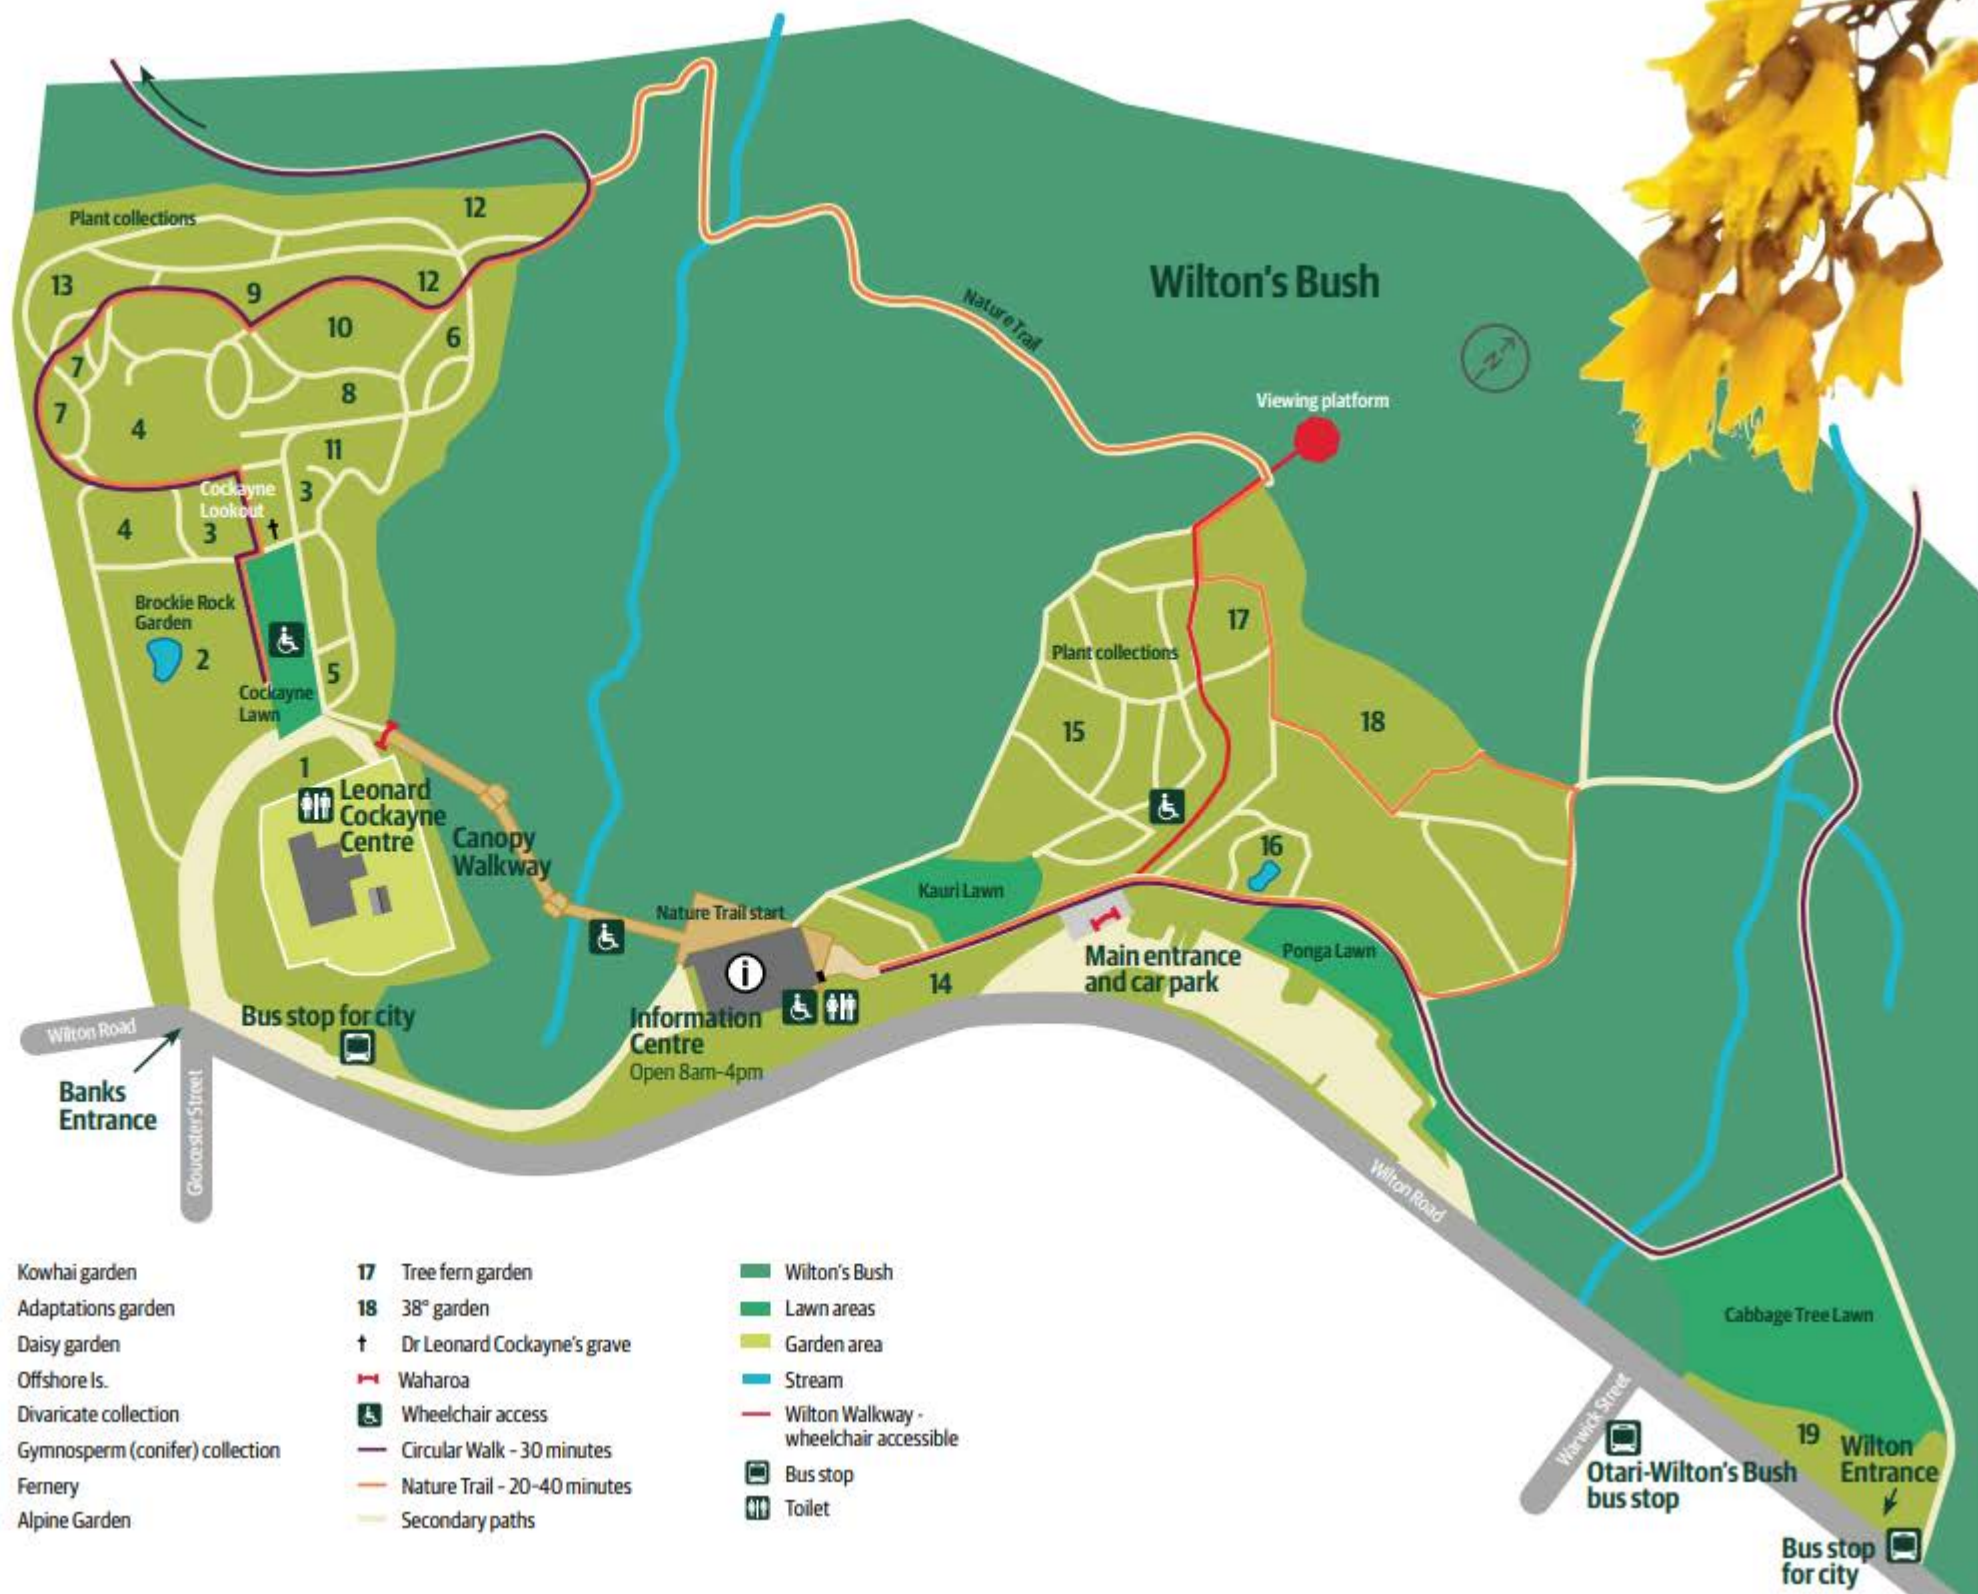 Plant collections
12
13
9
12
10
6
7
8
7
4
11
Cockayne
Lookout
3
4
3
Brockie Rock
Garden
2
5
Cockayne
Lawn
1
Leonard
Cockayne
Centre
Canopy
Walkway
Wilton's Bush
Nature Trail
N
Viewing platform
17
Plant collections
15
18
16
Kauri Lawn
Nature Trail start
i
14
Main entrance
and car park
Ponga Lawn
Bus stop for city
Information
Centre
Open 8am-4pm
Wilton Road
Banks
Entrance
Gloucester Street
Wilton Road
Cabbage Tree Lawn
Warwick Street
19
Wilton
Entrance
Otari-Wilton's Bush
bus stop
Bus stop
for city
Kowhai garden
Adaptations garden
Daisy garden
Offshore Is.
Divaricate collection
Gymnosperm (conifer) collection
Fernery
Alpine Garden
17 Tree fern garden
18 38° garden
Dr Leonard Cockayne's grave
Waharoa
Wheelchair access
Circular Walk - 30 minutes
Nature Trail - 20-40 minutes
Secondary paths
Wilton's Bush
Lawn areas
Garden area
Stream
Wilton Walkway -
wheelchair accessible
Bus stop
Toilet